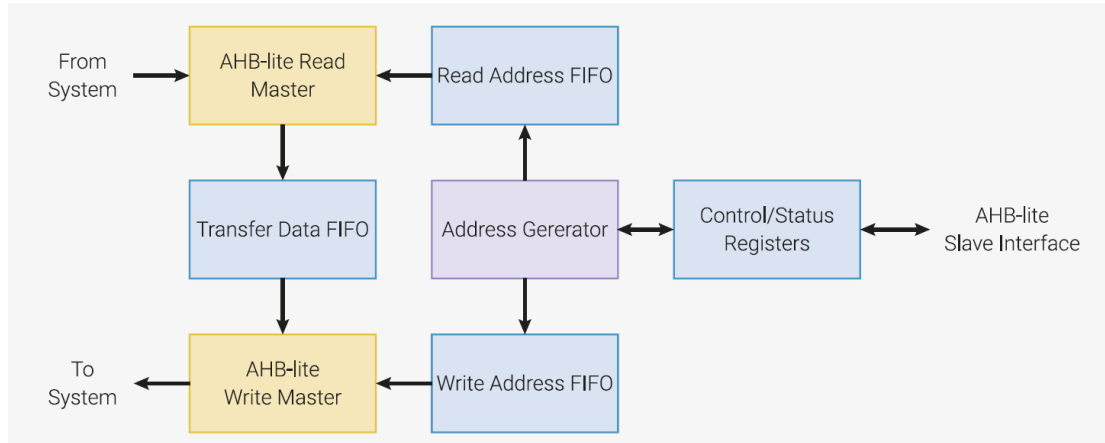 From
System
AHB-lite Read
Master
Read Address FIFO
Transfer Data FIFO
Address Gererator
Control/Status
Registers
AHB-lite
Slave Interface
To
System
AHB-lite
Write Master
Write Address FIFO